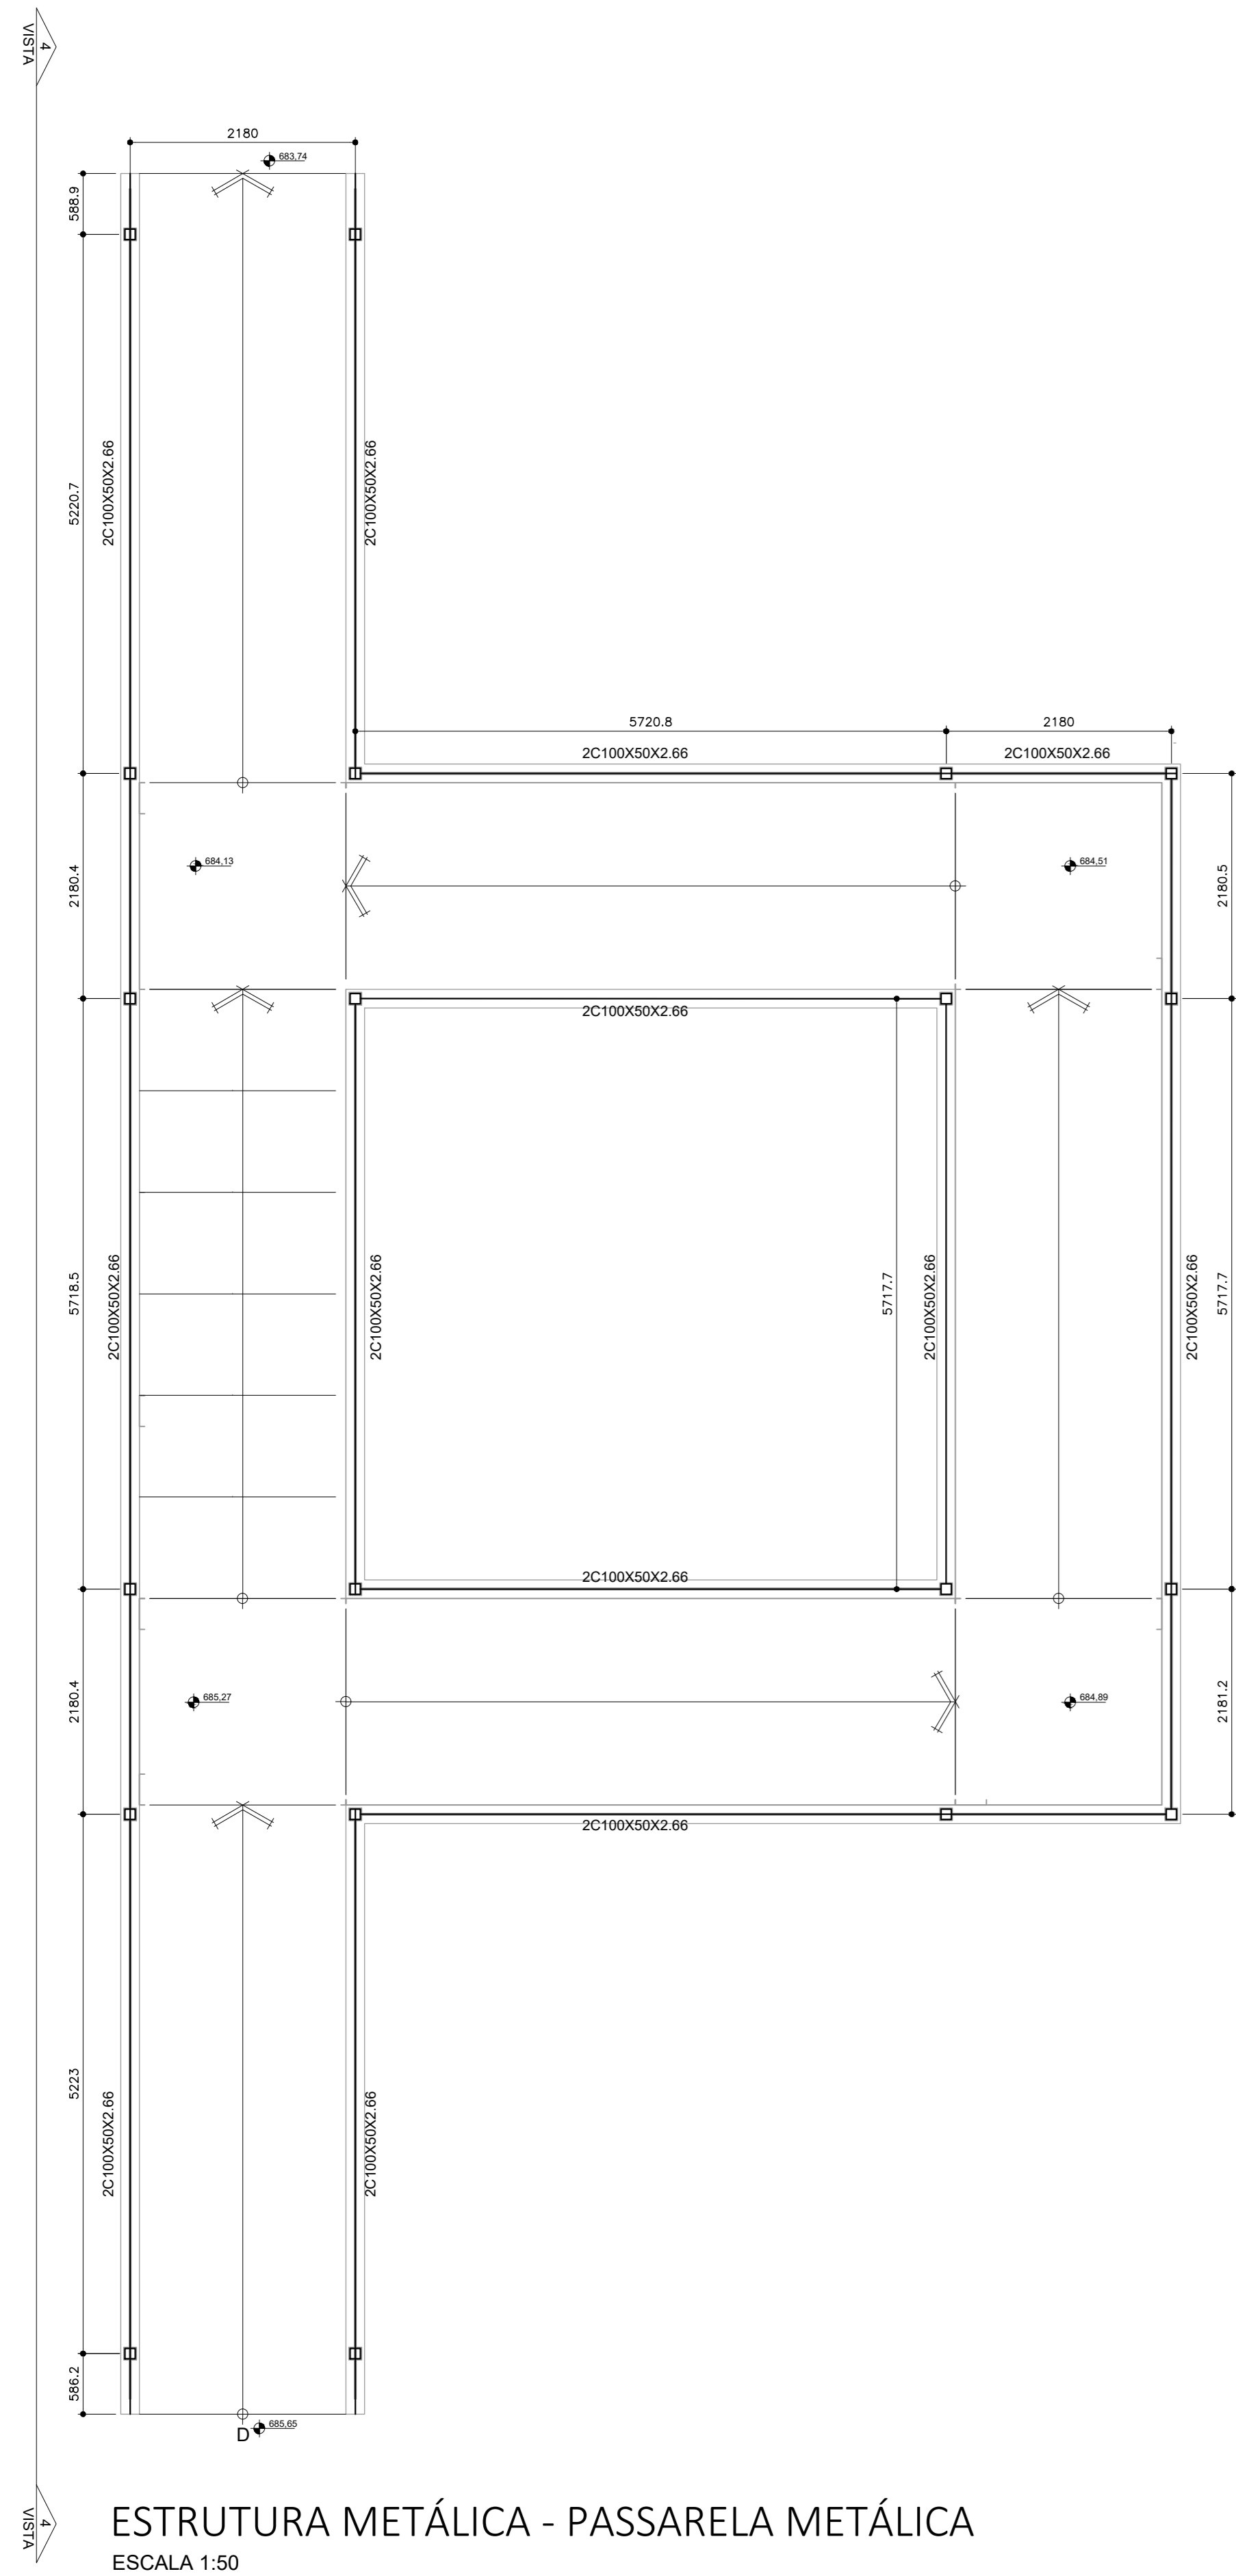 VISTA
4
2180
683,74
588.9
5220.7
2C100X50X2.66
2C100X50X2.66
5720.8
2180
2C100X50X2.66
2C100X50X2.66
2180.4
684,13
684,51
2180.5
2C100X50X2.66
5718.5
2C100X50X2.66
2C100X50X2.66
5717.7
2C100X50X2.66
2C100X50X2.66
5717.7
2C100X50X2.66
2180.4
685,27
684,89
2181.2
2C100X50X2.66
5223
2C100X50X2.66
2C100X50X2.66
586.2
D
685,65
VISTA
4
ESTRUTURA METÁLICA - PASSARELA METÁLICA
ESCALA 1:50